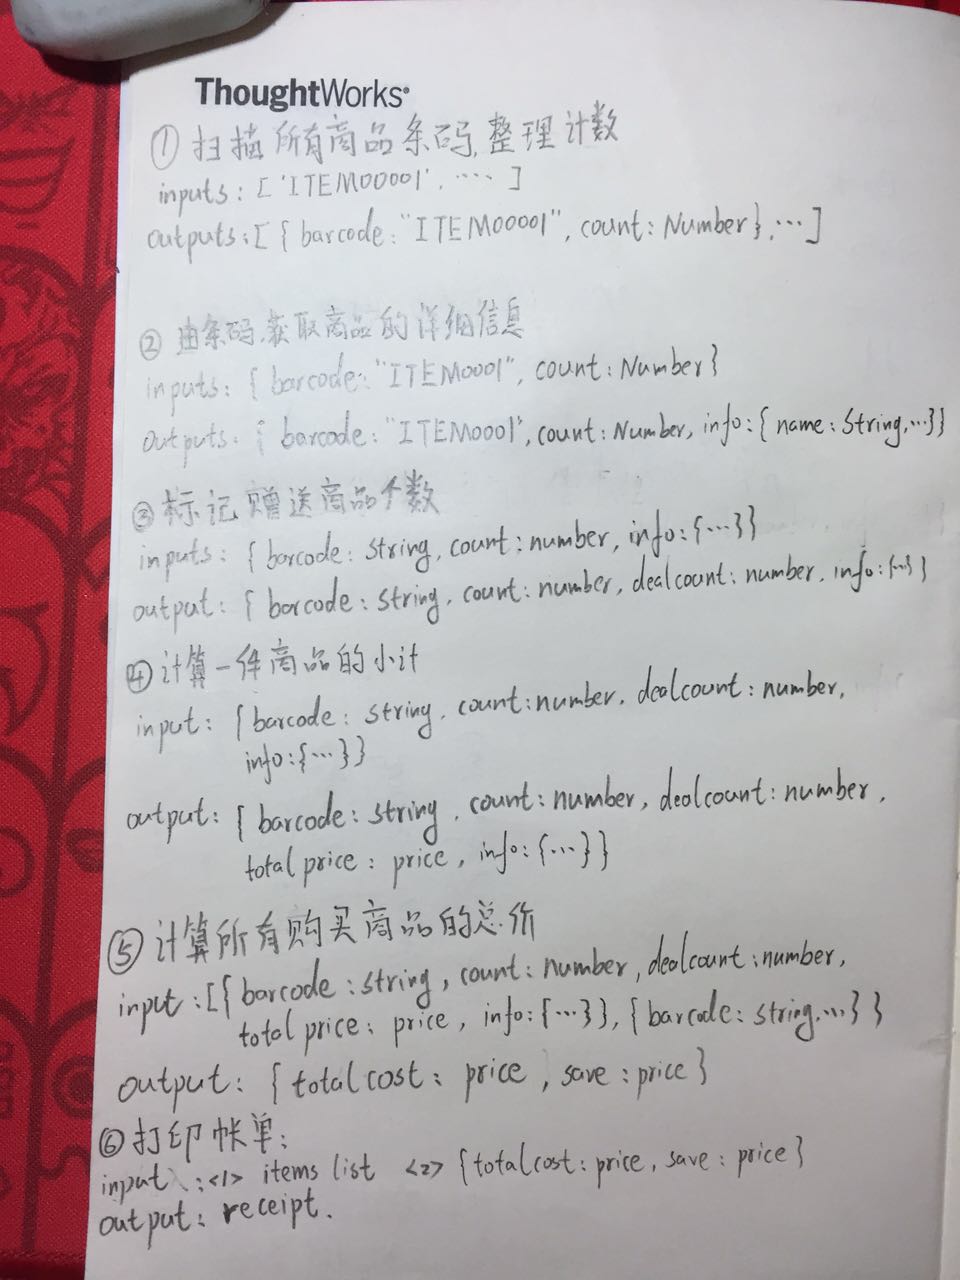 ThoughtWorks®
① 扫描所有商品条码,整理计数
inputs: ['ITEM00001', ····]
outputs: [{barcode: "ITEM00001", count: Number}, ···]
② 由条码,获取商品的详细信息
inputs: {barcode: "ITEM0001", count: Number}
outputs: {barcode: "ITEM0001", count: Number, info: {name: String, ···}}
③ 标记赠送商品个数
inputs: {barcode: string, count: number, info: {···}}
output: {barcode: string, count: number, dealcount: number, info: {···}}
④ 计算一件商品的小计
input: {barcode: string, count: number, dealcount: number,
info: {···}}
output: {barcode: string, count: number, dealcount: number,
total price: price, info: {···}}
⑤ 计算所有购买商品的总价
input: [{barcode: string, count: number, dealcount: number,
total price: price, info: {···}}, {barcode: string, ···}}
output: {totalcost: price, save: price}
⑥ 打印帐单:
input: <1> items list <2> {totalcost: price, save: price}
output: receipt.